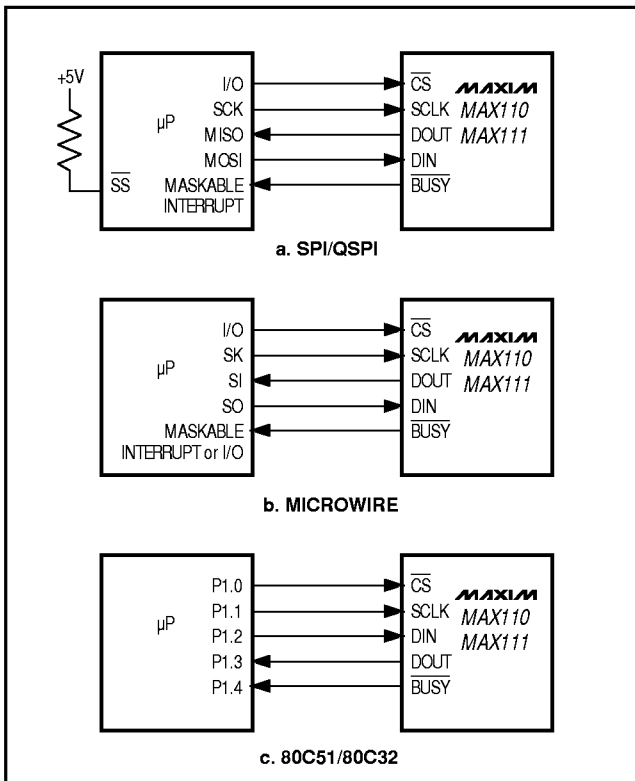 +5V
µP
SS
I/O
SCK
MISO
MOSI
MASKABLE
INTERRUPT
CS
SCLK
DOUT
DIN
BUSY
MAXIM
MAX110
MAX111
a. SPI/QSPI
µP
I/O
SK
SI
SO
MASKABLE
INTERRUPT or I/O
CS
SCLK
DOUT
DIN
BUSY
MAXIM
MAX110
MAX111
b. MICROWIRE
µP
P1.0
P1.1
P1.2
P1.3
P1.4
CS
SCLK
DIN
DOUT
BUSY
MAXIM
MAX110
MAX111
c. 80C51/80C32